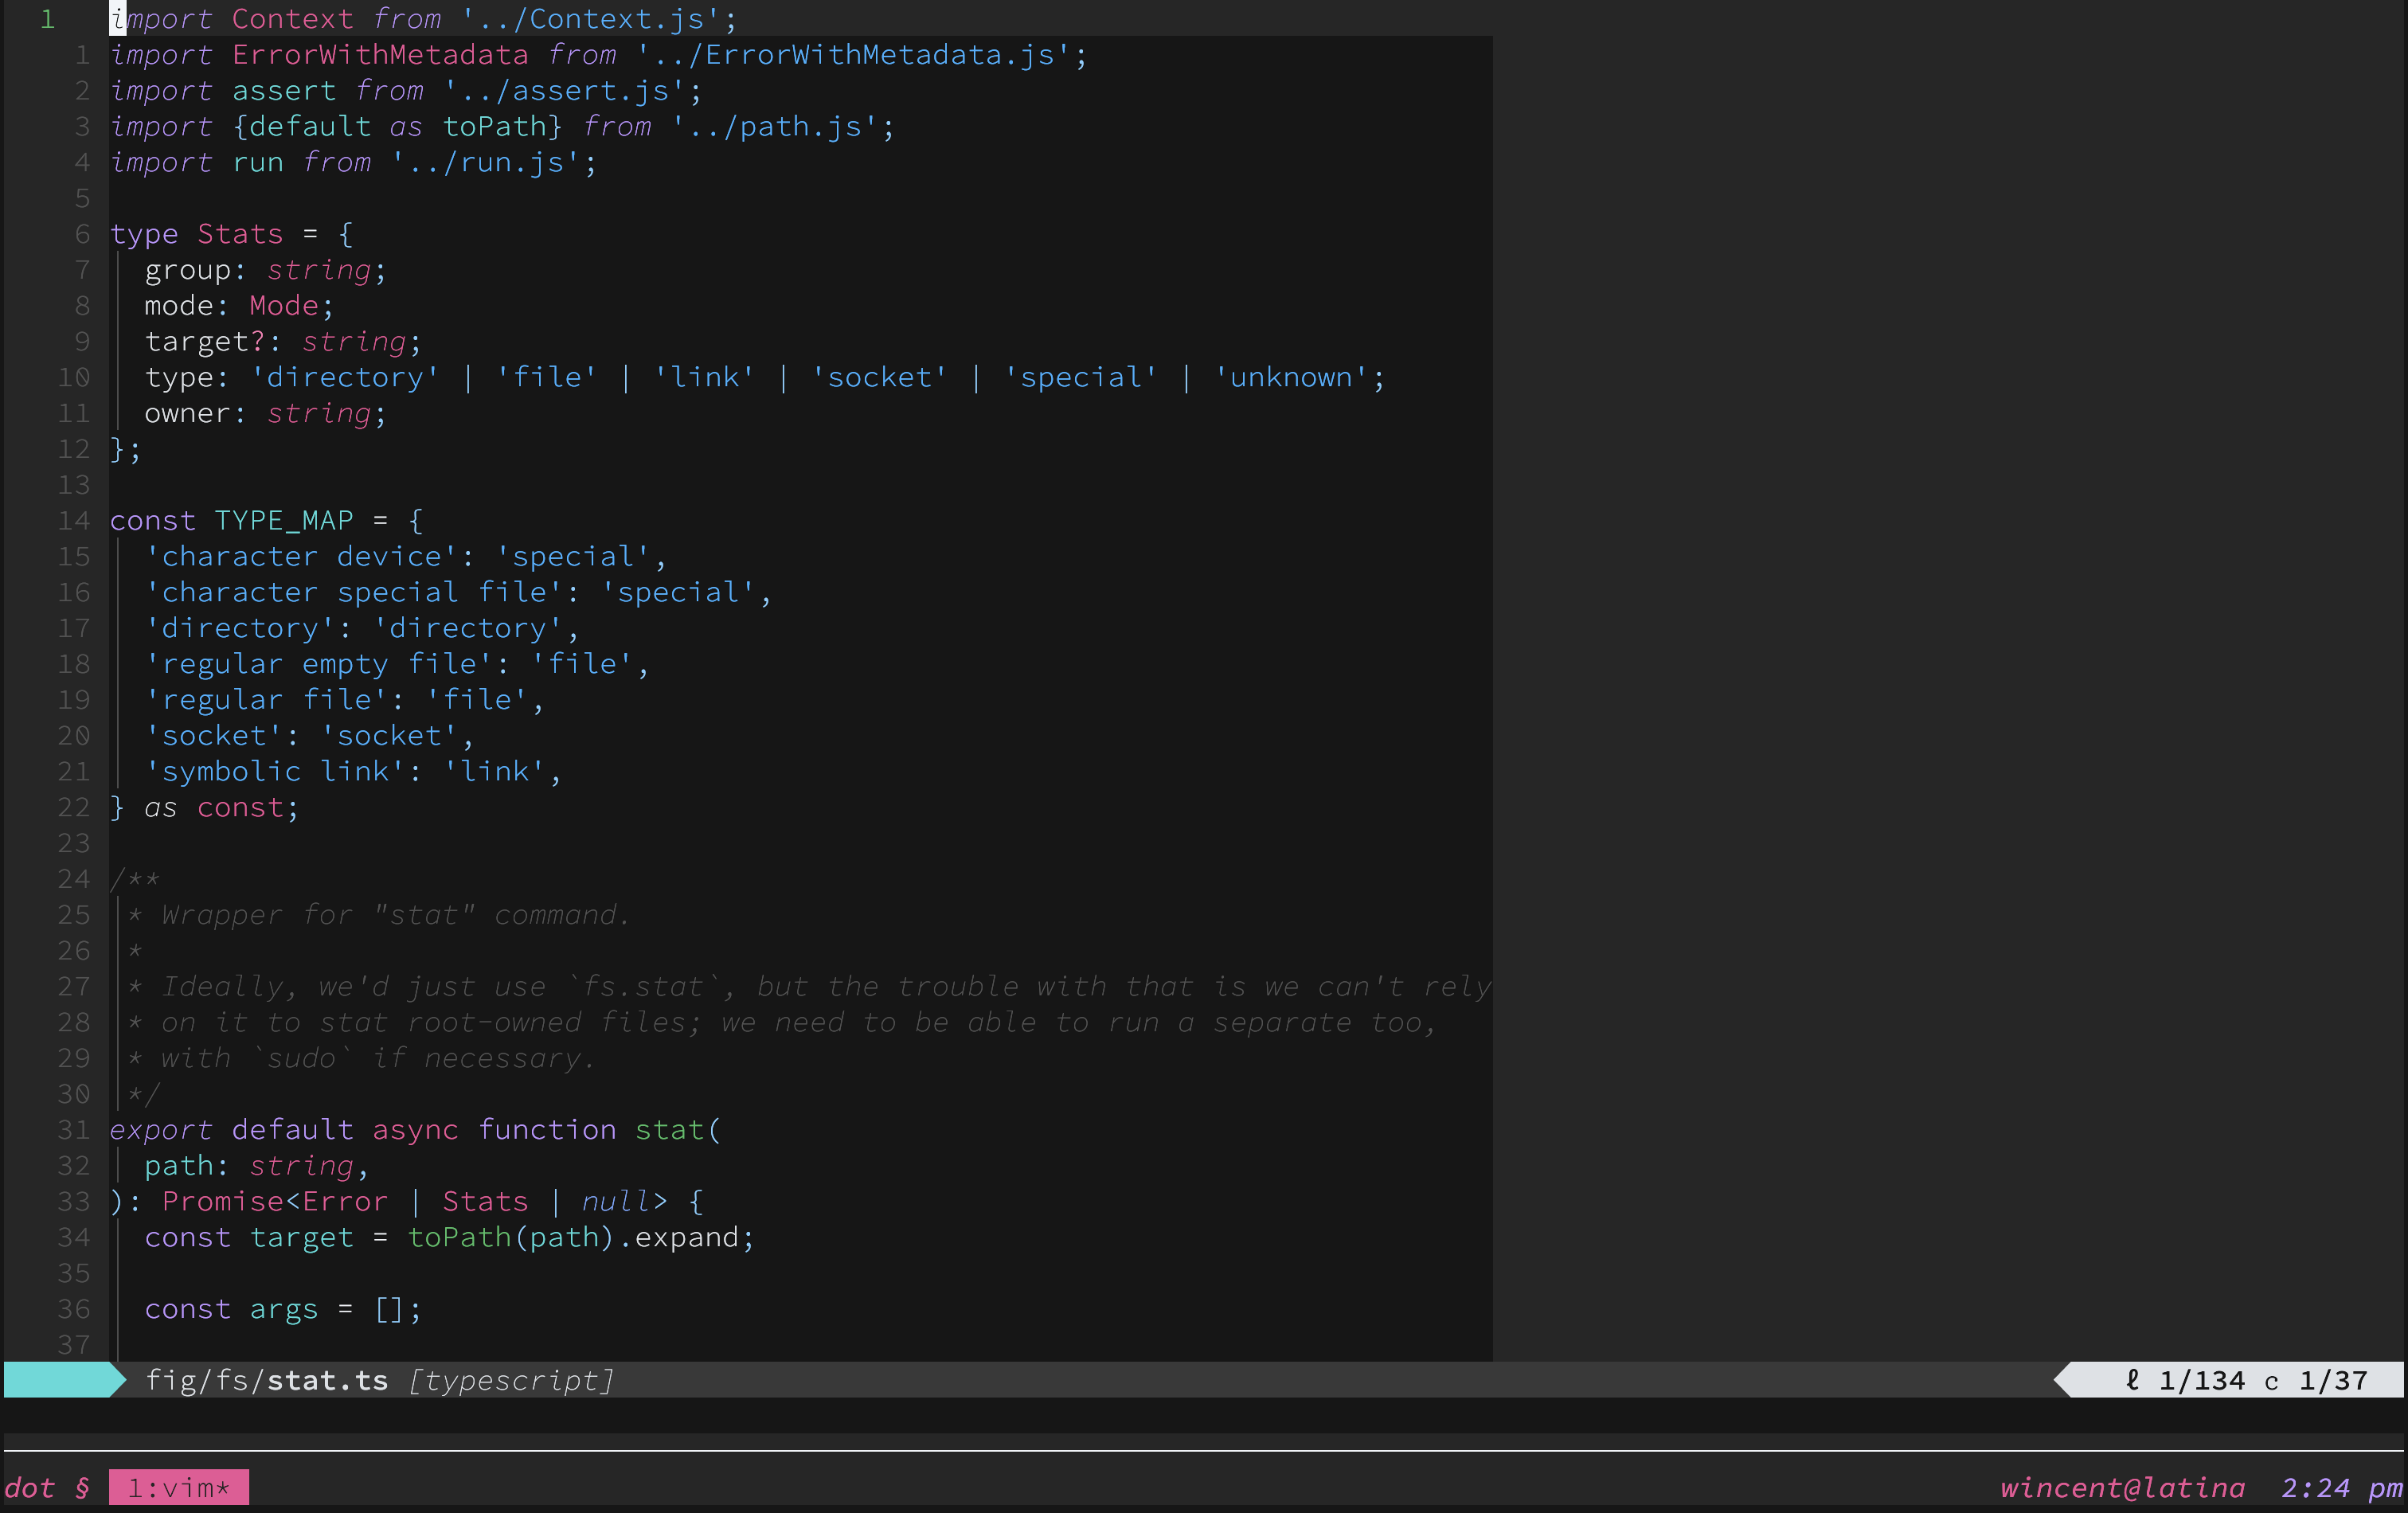 1 import Context from '../Context.js';
1 import ErrorWithMetadata from '../ErrorWithMetadata.js';
2 import assert from '../assert.js';
3 import {default as toPath} from '../path.js';
4 import run from '../run.js';
5
6 type Stats = {
7   group: string;
8   mode: Mode;
9   target?: string;
10   type: 'directory' | 'file' | 'link' | 'socket' | 'special' | 'unknown';
11   owner: string;
12 };
13
14 const TYPE_MAP = {
15   'character device': 'special',
16   'character special file': 'special',
17   'directory': 'directory',
18   'regular empty file': 'file',
19   'regular file': 'file',
20   'socket': 'socket',
21   'symbolic link': 'link',
22 } as const;
23
24 /**
25  * Wrapper for "stat" command.
26  *
27  * Ideally, we'd just use `fs.stat`, but the trouble with that is we can't rely
28  * on it to stat root-owned files; we need to be able to run a separate too,
29  * with `sudo` if necessary.
30  */
31 export default async function stat(
32   path: string,
33 ): Promise<Error | Stats | null> {
34   const target = toPath(path).expand;
35
36   const args = [];
37
fig/fs/stat.ts [typescript] ℓ 1/134 c 1/37
dot § 1:vim* wincent@latina 2:24 pm